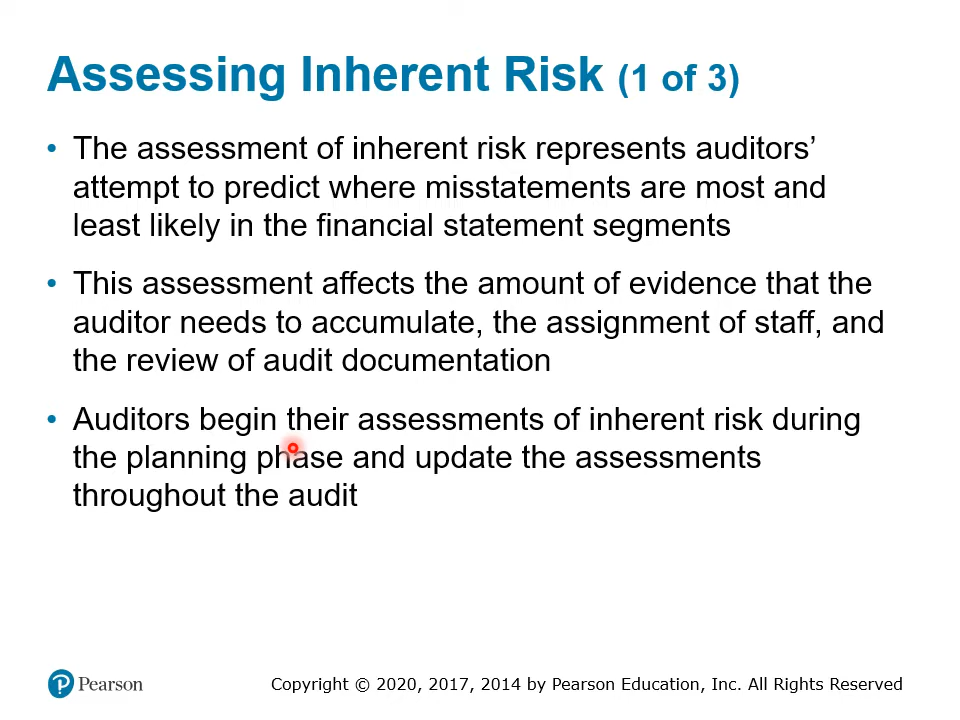 Assessing Inherent Risk (1 of 3)
• The assessment of inherent risk represents auditors’
attempt to predict where misstatements are most and
least likely in the financial statement segments
• This assessment affects the amount of evidence that the
auditor needs to accumulate, the assignment of staff, and
the review of audit documentation
• Auditors begin their assessments of inherent risk during
the planning phase and update the assessments
throughout the audit
P Pearson
Copyright © 2020, 2017, 2014 by Pearson Education, Inc. All Rights Reserved